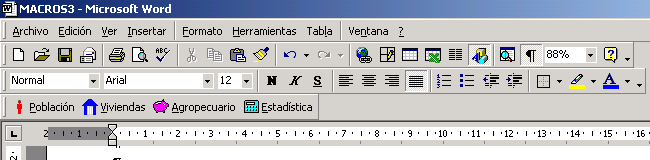 MACROS3 - Microsoft Word
Archivo Edición Ver Insertar Formato Herramientas Tabla Ventana ?
ABC ¶ 88% ?
Normal Arial 12 N K S A
Población Viviendas Agropecuario Estadística
L 2 1 1 2 3 4 5 6 7 8 9 10 11 12 13 14 15 16